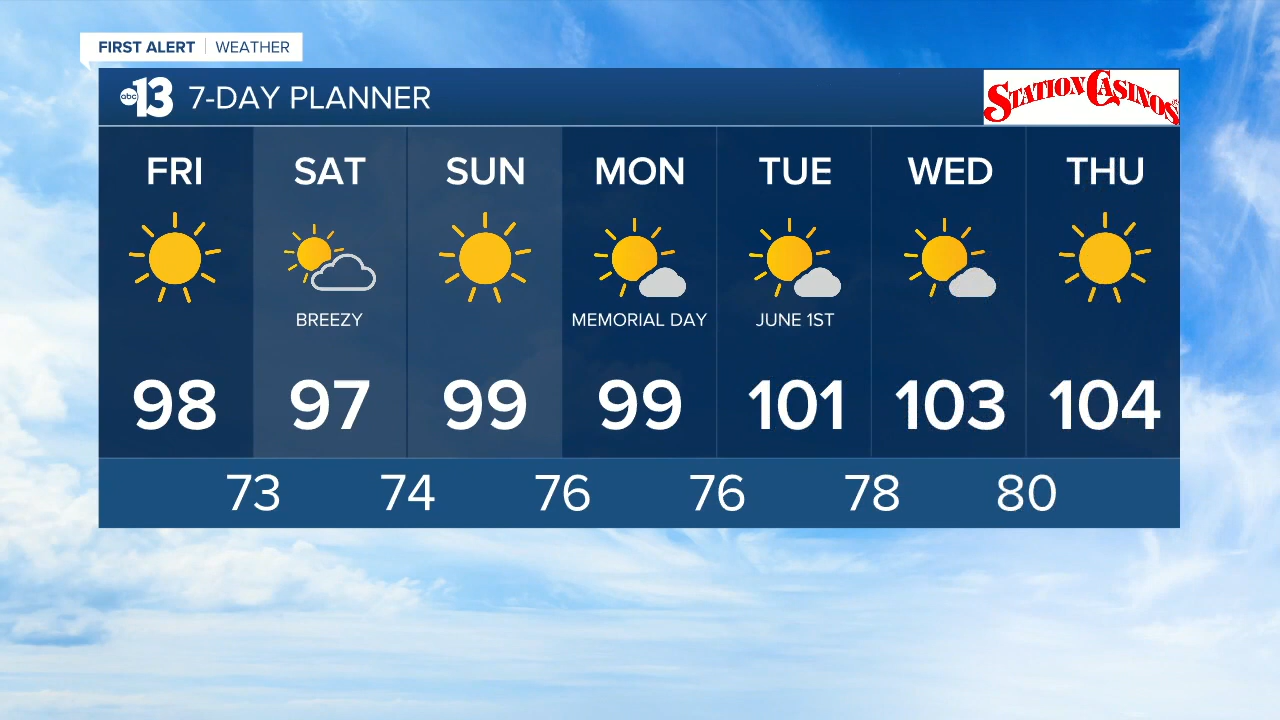 FIRST ALERT | WEATHER
abc 13 7-DAY PLANNER
STATION CASINOS
FRI SAT SUN MON TUE WED THU
BREEZY MEMORIAL DAY JUNE 1ST
98 97 99 99 101 103 104
73 74 76 76 78 80